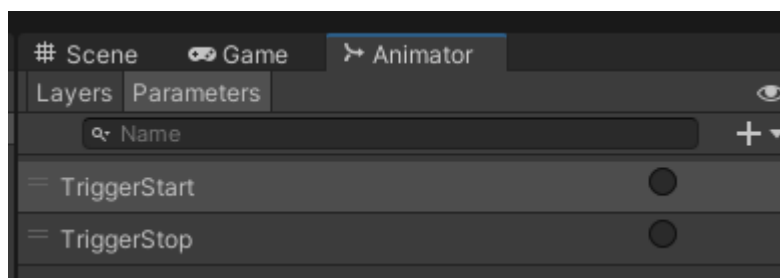 Scene Game Animator
Layers Parameters
Name
TriggerStart
TriggerStop